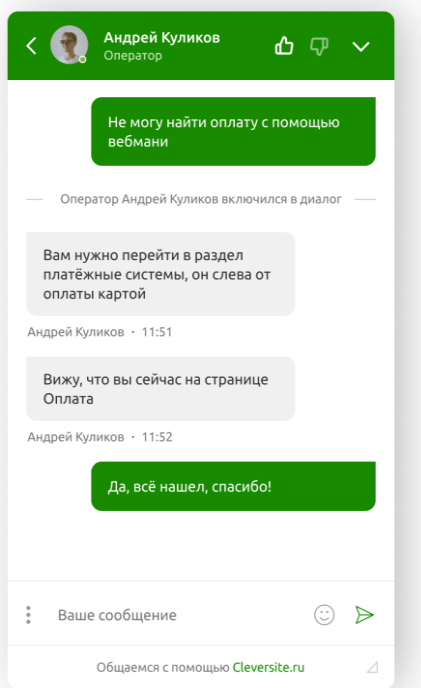 Андрей Куликов
Оператор
Не могу найти оплату с помощью
вебмани
Оператор Андрей Куликов включился в диалог
Вам нужно перейти в раздел
платёжные системы, он слева от
оплаты картой
Андрей Куликов • 11:51
Вижу, что вы сейчас на странице
Оплата
Андрей Куликов • 11:52
Да, всё нашел, спасибо!
Ваше сообщение
Общаемся с помощью Cleversite.ru